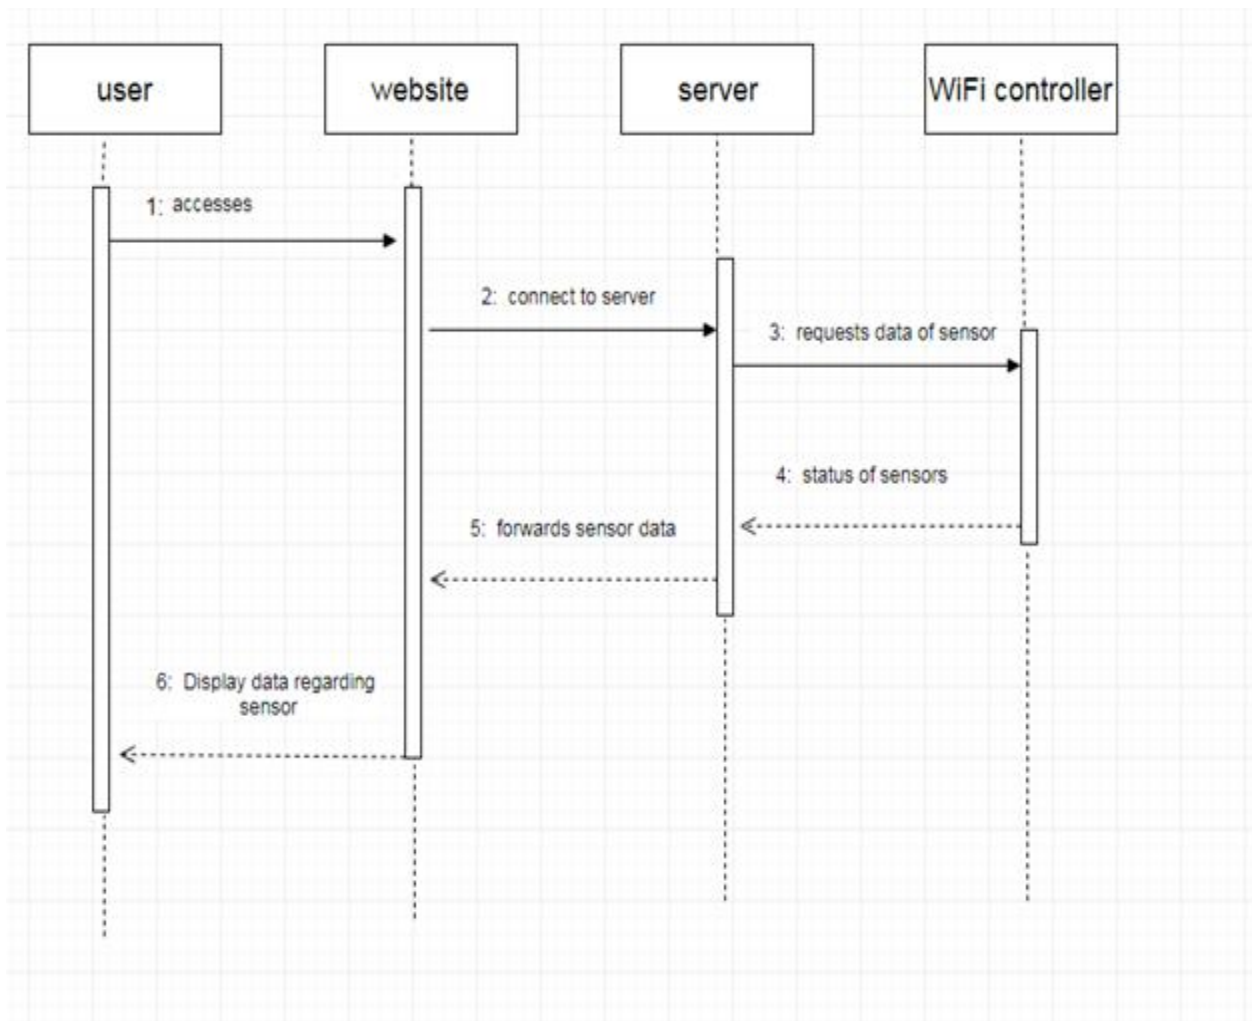 user
website
server
WiFi controller
1: accesses
2: connect to server
3: requests data of sensor
4: status of sensors
5: forwards sensor data
6: Display data regarding
sensor